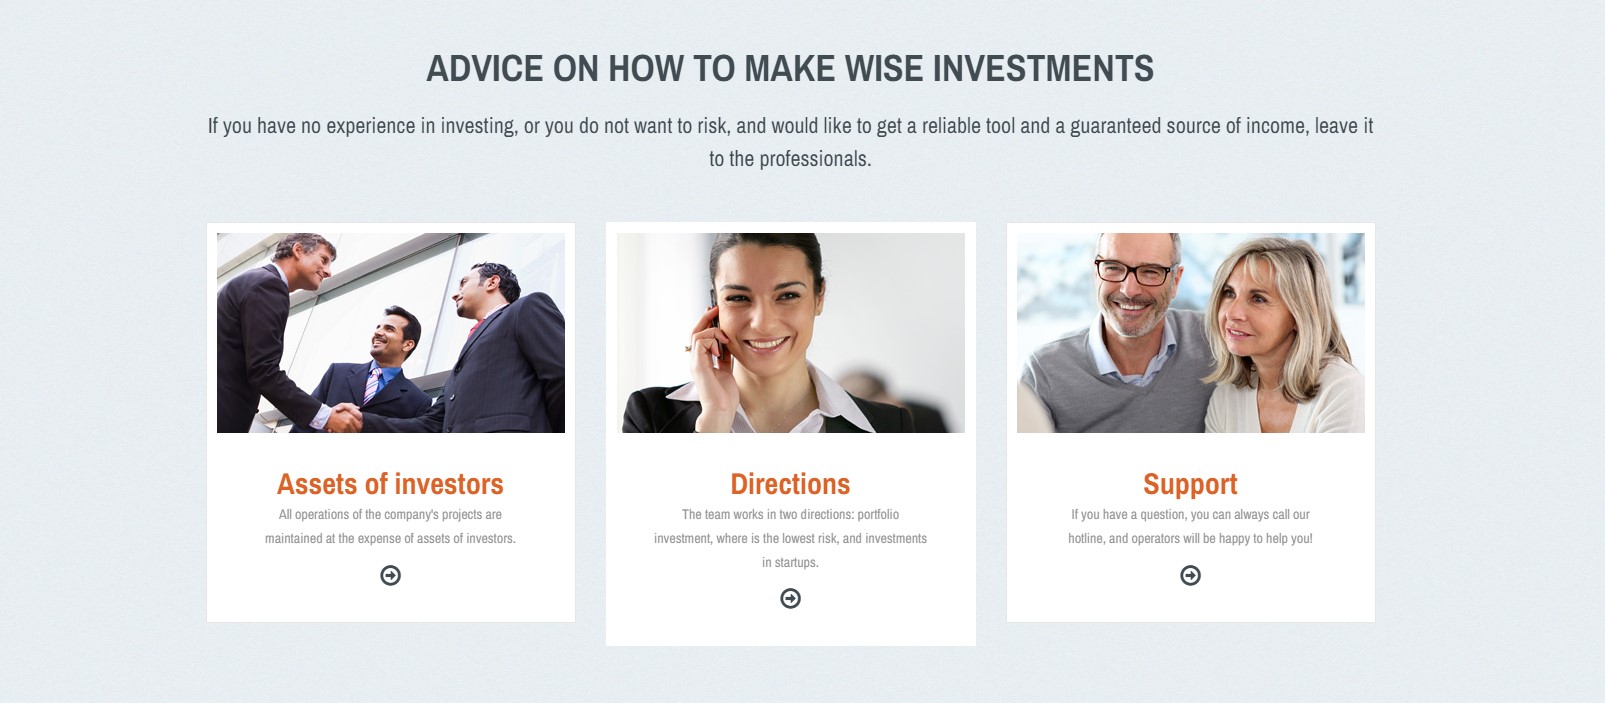 ADVICE ON HOW TO MAKE WISE INVESTMENTS
If you have no experience in investing, or you do not want to risk, and would like to get a reliable tool and a guaranteed source of income, leave it
to the professionals.
Assets of investors
All operations of the company's projects are
maintained at the expense of assets of investors.
Directions
The team works in two directions: portfolio
investment, where is the lowest risk, and investments
in startups.
Support
If you have a question, you can always call our
hotline, and operators will be happy to help you!